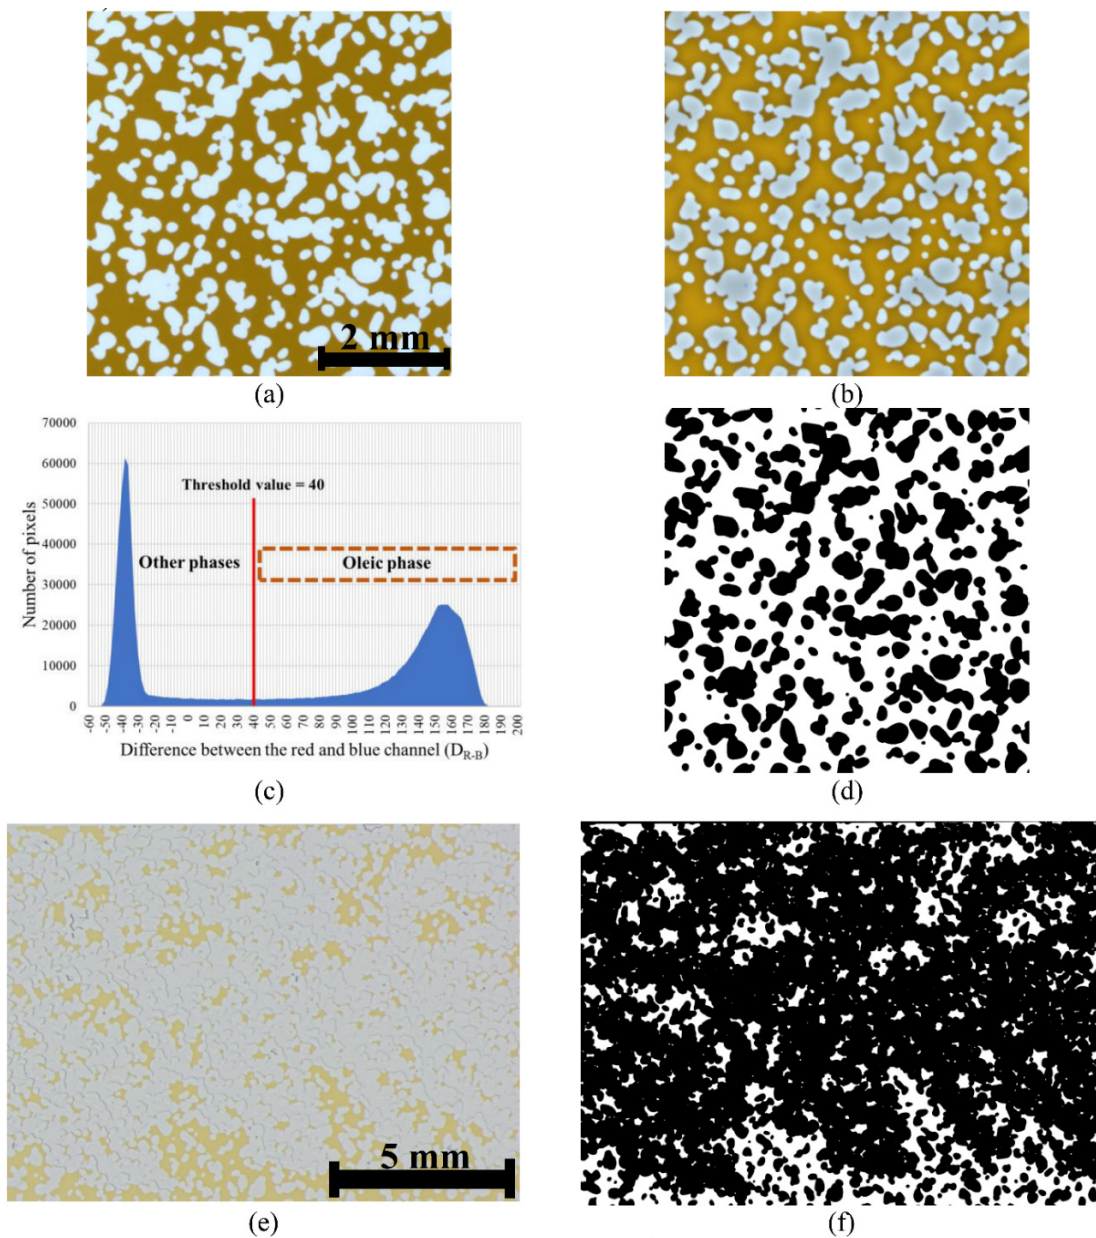 2 mm
(a)
(b)
70000
60000
50000
40000
30000
20000
10000
0
Number of pixels
Threshold value = 40
Other phases
Oleic phase
-60 -50 -40 -30 -20 -10 0 10 20 30 40 50 60 70 80 90 100 110 120 130 140 150 160 170 180 190 200
Difference between the red and blue channel (D_R-B)
(c)
(d)
5 mm
(e)
(f)